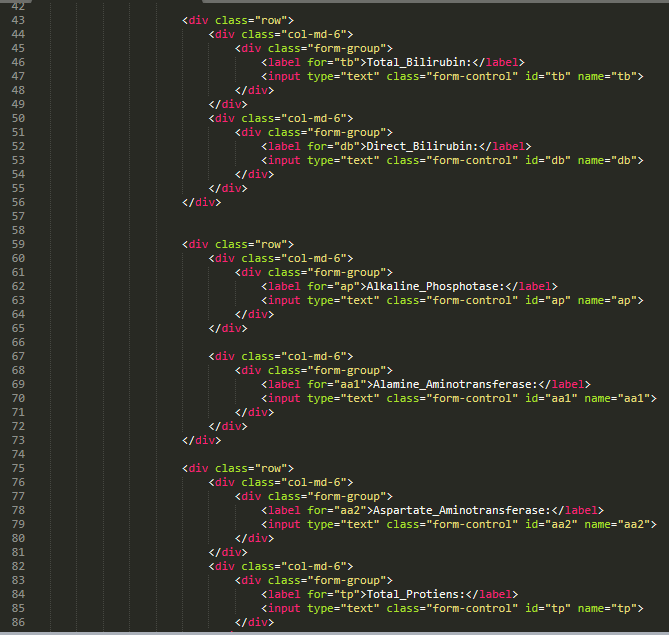 42
43 <div class="row">
44 <div class="col-md-6">
45 <div class="form-group">
46 <label for="tb">Total_Bilirubin:</label>
47 <input type="text" class="form-control" id="tb" name="tb">
48 </div>
49 </div>
50 <div class="col-md-6">
51 <div class="form-group">
52 <label for="db">Direct_Bilirubin:</label>
53 <input type="text" class="form-control" id="db" name="db">
54 </div>
55 </div>
56 </div>
57
58
59 <div class="row">
60 <div class="col-md-6">
61 <div class="form-group">
62 <label for="ap">Alkaline_Phosphotase:</label>
63 <input type="text" class="form-control" id="ap" name="ap">
64 </div>
65 </div>
66
67 <div class="col-md-6">
68 <div class="form-group">
69 <label for="aa1">Alamine_Aminotransferase:</label>
70 <input type="text" class="form-control" id="aa1" name="aa1">
71 </div>
72 </div>
73 </div>
74
75 <div class="row">
76 <div class="col-md-6">
77 <div class="form-group">
78 <label for="aa2">Aspartate_Aminotransferase:</label>
79 <input type="text" class="form-control" id="aa2" name="aa2">
80 </div>
81 </div>
82 <div class="col-md-6">
83 <div class="form-group">
84 <label for="tp">Total_Protiens:</label>
85 <input type="text" class="form-control" id="tp" name="tp">
86 </div>